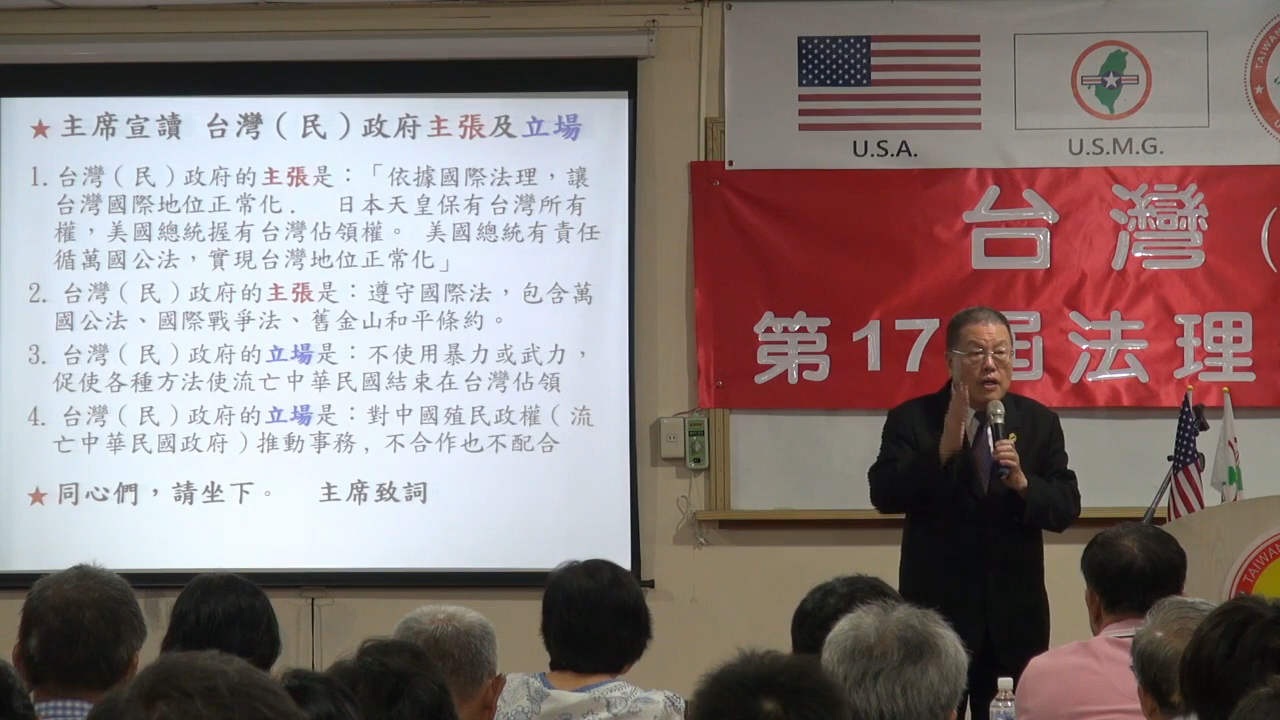 ★主席宣讀 台灣(民)政府主張及立場
1. 台灣(民)政府的主張是:「依據國際法理,讓
台灣國際地位正常化. 日本天皇保有台灣所有
權,美國總統握有台灣佔領權。 美國總統有責任
循萬國公法,實現台灣地位正常化」
2. 台灣(民)政府的主張是:遵守國際法,包含萬
國公法、國際戰爭法、舊金山和平條約。
3. 台灣(民)政府的立場是:不使用暴力或武力,
促使各種方法使流亡中華民國結束在台灣佔領
4. 台灣(民)政府的立場是:對中國殖民政權(流
亡中華民國政府)推動事務,不合作也不配合
★同心們,請坐下。 主席致詞
U.S.A.
U.S.M.G.
TAIWAN
台灣(
第17屆法理
TAIWAN